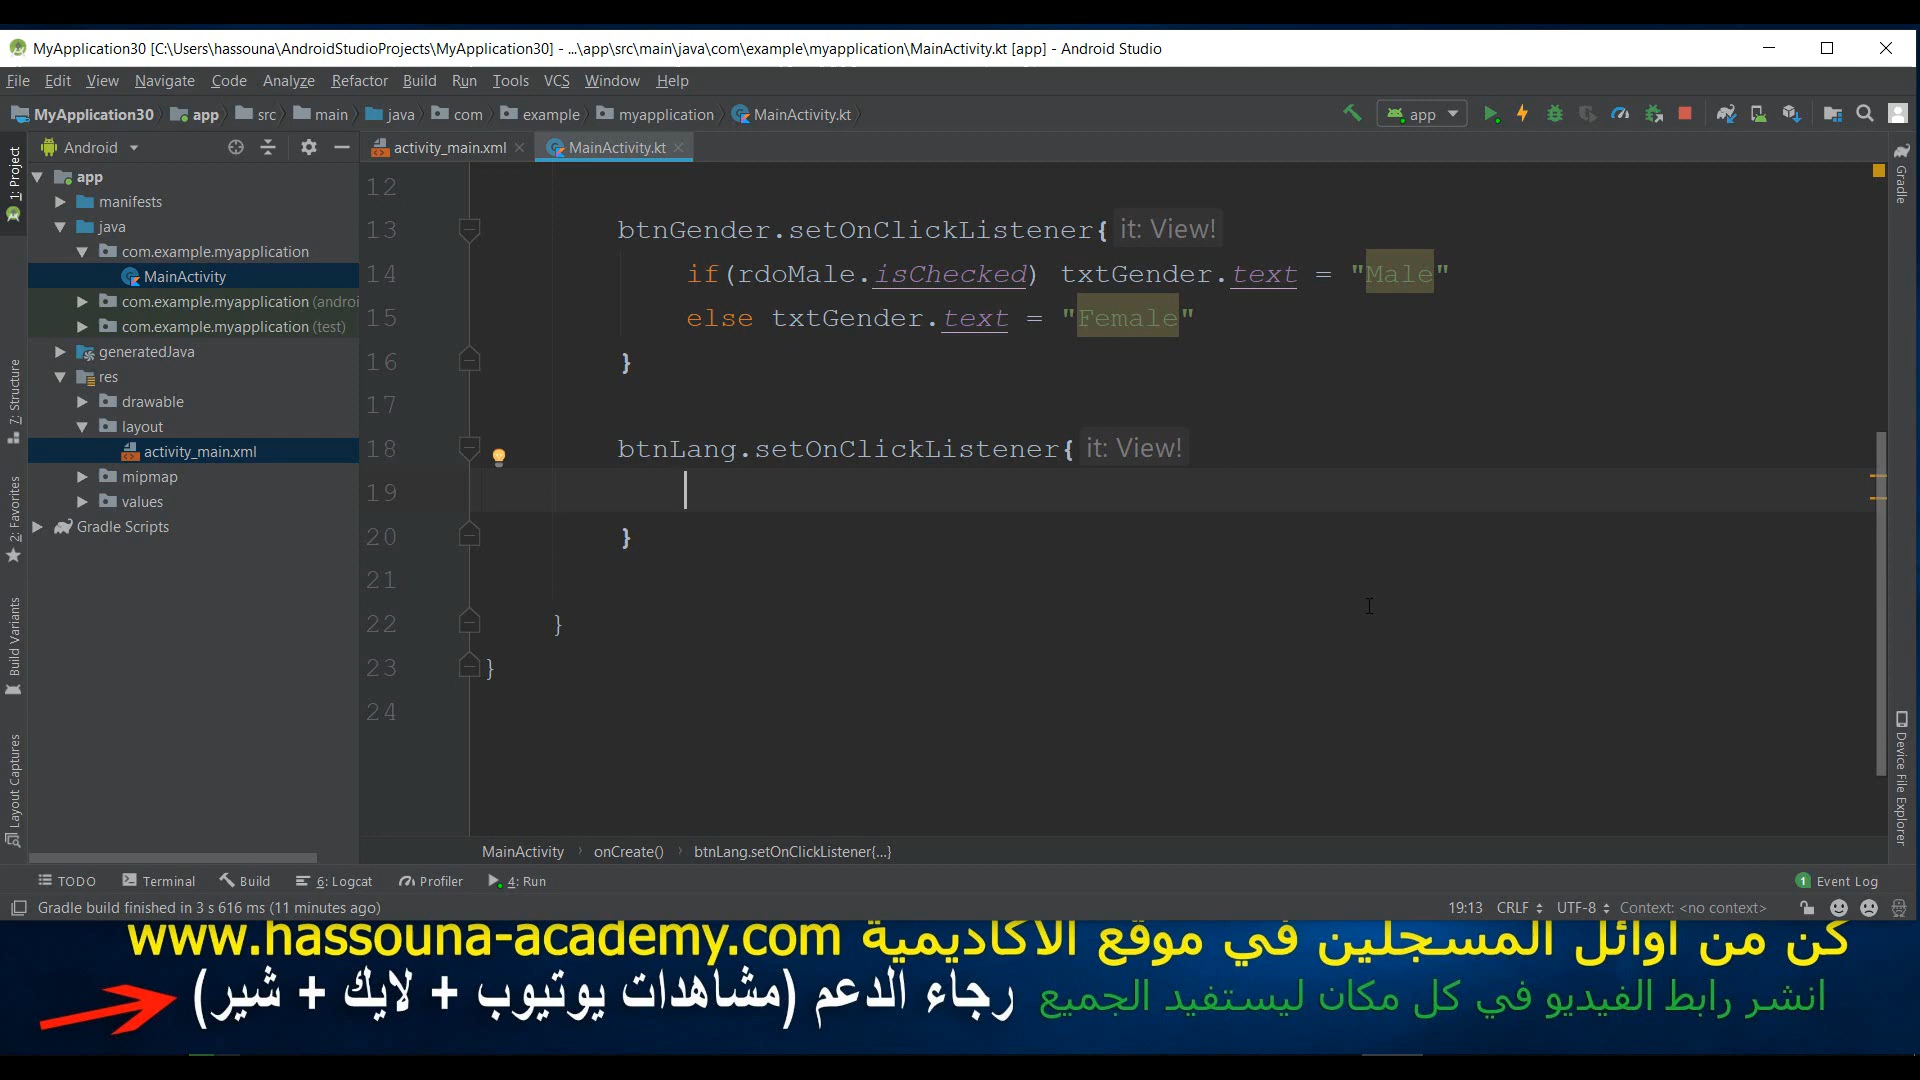 MyApplication30 [C:\Users\hassouna\AndroidStudioProjects\MyApplication30] - ...\app\src\main\java\com\example\myapplication\MainActivity.kt [app] - Android Studio
File Edit View Navigate Code Analyze Refactor Build Run Tools VCS Window Help
MyApplication30 app src main java com example myapplication MainActivity.kt app
Android activity_main.xml MainActivity.kt
1: Project
7: Structure
2: Favorites
Build Variants
Layout Captures
app
manifests
java
com.example.myapplication
MainActivity
com.example.myapplication (androi
com.example.myapplication (test)
generatedJava
res
drawable
layout
activity_main.xml
mipmap
values
Gradle Scripts
12
13 btnGender.setOnClickListener{ it: View!
14 if(rdoMale.isChecked) txtGender.text = "Male"
15 else txtGender.text = "Female"
16 }
17
18 btnLang.setOnClickListener{ it: View!
19
20 }
21
22 }
23 }
24
Gradle
Device File Explorer
MainActivity › onCreate() › btnLang.setOnClickListener{...}
TODO Terminal Build 6: Logcat Profiler 4: Run 1 Event Log
Gradle build finished in 3 s 616 ms (11 minutes ago) 19:13 CRLF UTF-8 Context: <no context>
كن من اوائل المسجلين في موقع الاكاديمية www.hassouna-academy.com
انشر رابط الفيديو في كل مكان ليستفيد الجميع رجاء الدعم (مشاهدات يوتيوب + لايك + شير)